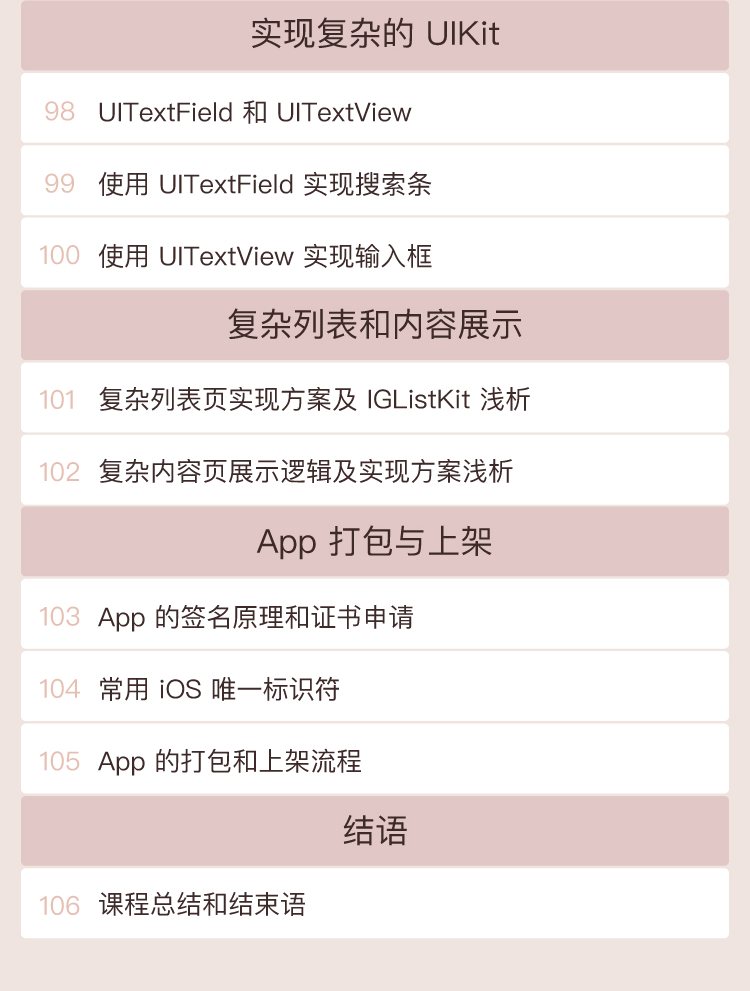 实现复杂的 UIKit
98 UITextField 和 UITextView
99 使用 UITextField 实现搜索条
100 使用 UITextView 实现输入框
复杂列表和内容展示
101 复杂列表页实现方案及 IGListKit 浅析
102 复杂内容页展示逻辑及实现方案浅析
App 打包与上架
103 App 的签名原理和证书申请
104 常用 iOS 唯一标识符
105 App 的打包和上架流程
结语
106 课程总结和结束语